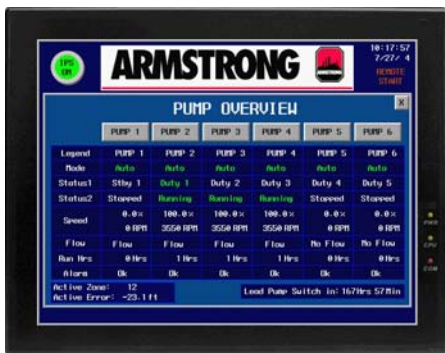 IPS
ON
ARMSTRONG
ARMSTRONG
10:17:57
7/27/ 4
REMOTE
START
PUMP OVERVIEW
X
PUMP 1 PUMP 2 PUMP 3 PUMP 4 PUMP 5 PUMP 6
Legend PUMP 1 PUMP 2 PUMP 3 PUMP 4 PUMP 5 PUMP 6
Mode Auto Auto Auto Auto Auto Auto
Status1 Stby 1 Duty 1 Duty 2 Duty 3 Duty 4 Duty 5
Status2 Stopped Running Running Running Stopped Stopped
Speed 0.0% 100.0% 100.0% 100.0% 0.0% 0.0%
0 RPM 3550 RPM 3550 RPM 3550 RPM 0 RPM 0 RPM
Flow Flow Flow Flow Flow No Flow No Flow
Run Hrs 0 Hrs 1 Hrs 1 Hrs 1 Hrs 0 Hrs 0 Hrs
Alarm Ok Ok Ok Ok Ok Ok
Active Zone: 12
Active Error: -23.1 ft
Lead Pump Switch in: 167Hrs 57Min
PWR
CPU
COM